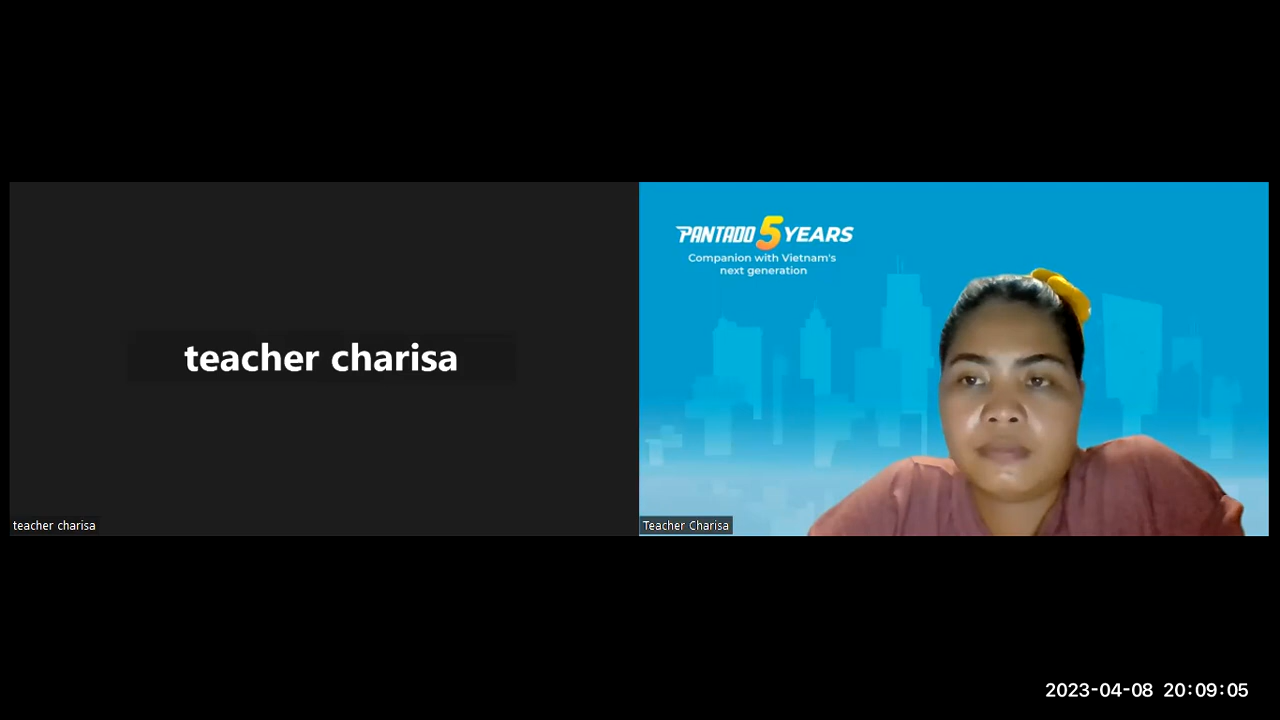 teacher charisa
teacher charisa
PANTADO 5 YEARS
Companion with Vietnam's
next generation
Teacher Charisa
2023-04-08 20:09:05